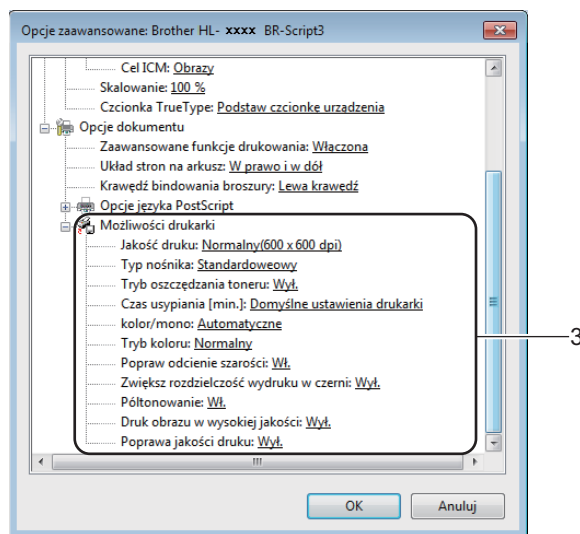 Opcje zaawansowane: Brother HL- xxxx BR-Script3
Cel ICM: Obrazy
Skalowanie: 100 %
Czcionka TrueType: Podstaw czcionkę urządzenia
Opcje dokumentu
Zaawansowane funkcje drukowania: Włączona
Układ stron na arkusz: W prawo i w dół
Krawędź bindowania broszury: Lewa krawędź
Opcje języka PostScript
Możliwości drukarki
Jakość druku: Normalny(600 x 600 dpi)
Typ nośnika: Standardoweowy
Tryb oszczędzania toneru: Wył.
Czas usypiania [min.]: Domyślne ustawienia drukarki
kolor/mono: Automatyczne
Tryb koloru: Normalny
Popraw odcienie szarości: Wł.
Zwiększ rozdzielczość wydruku w czerni: Wył.
Półtonowanie: Wł.
Druk obrazu w wysokiej jakości: Wył.
Poprawa jakości druku: Wył.
3
OK Anuluj